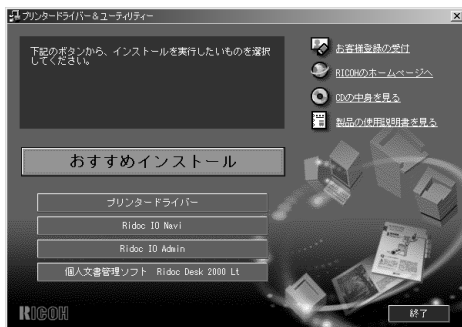 プリンタードライバー＆ユーティリティー
下記のボタンから、インストールを実行したいものを選択
してください。
お客様登録の受付
RICOHのホームページへ
CDの中身を見る
製品の使用説明書を見る
おすすめインストール
プリンタードライバー
Ridoc IO Navi
Ridoc IO Admin
個人文書管理ソフト Ridoc Desk 2000 Lt
RICOH
終了